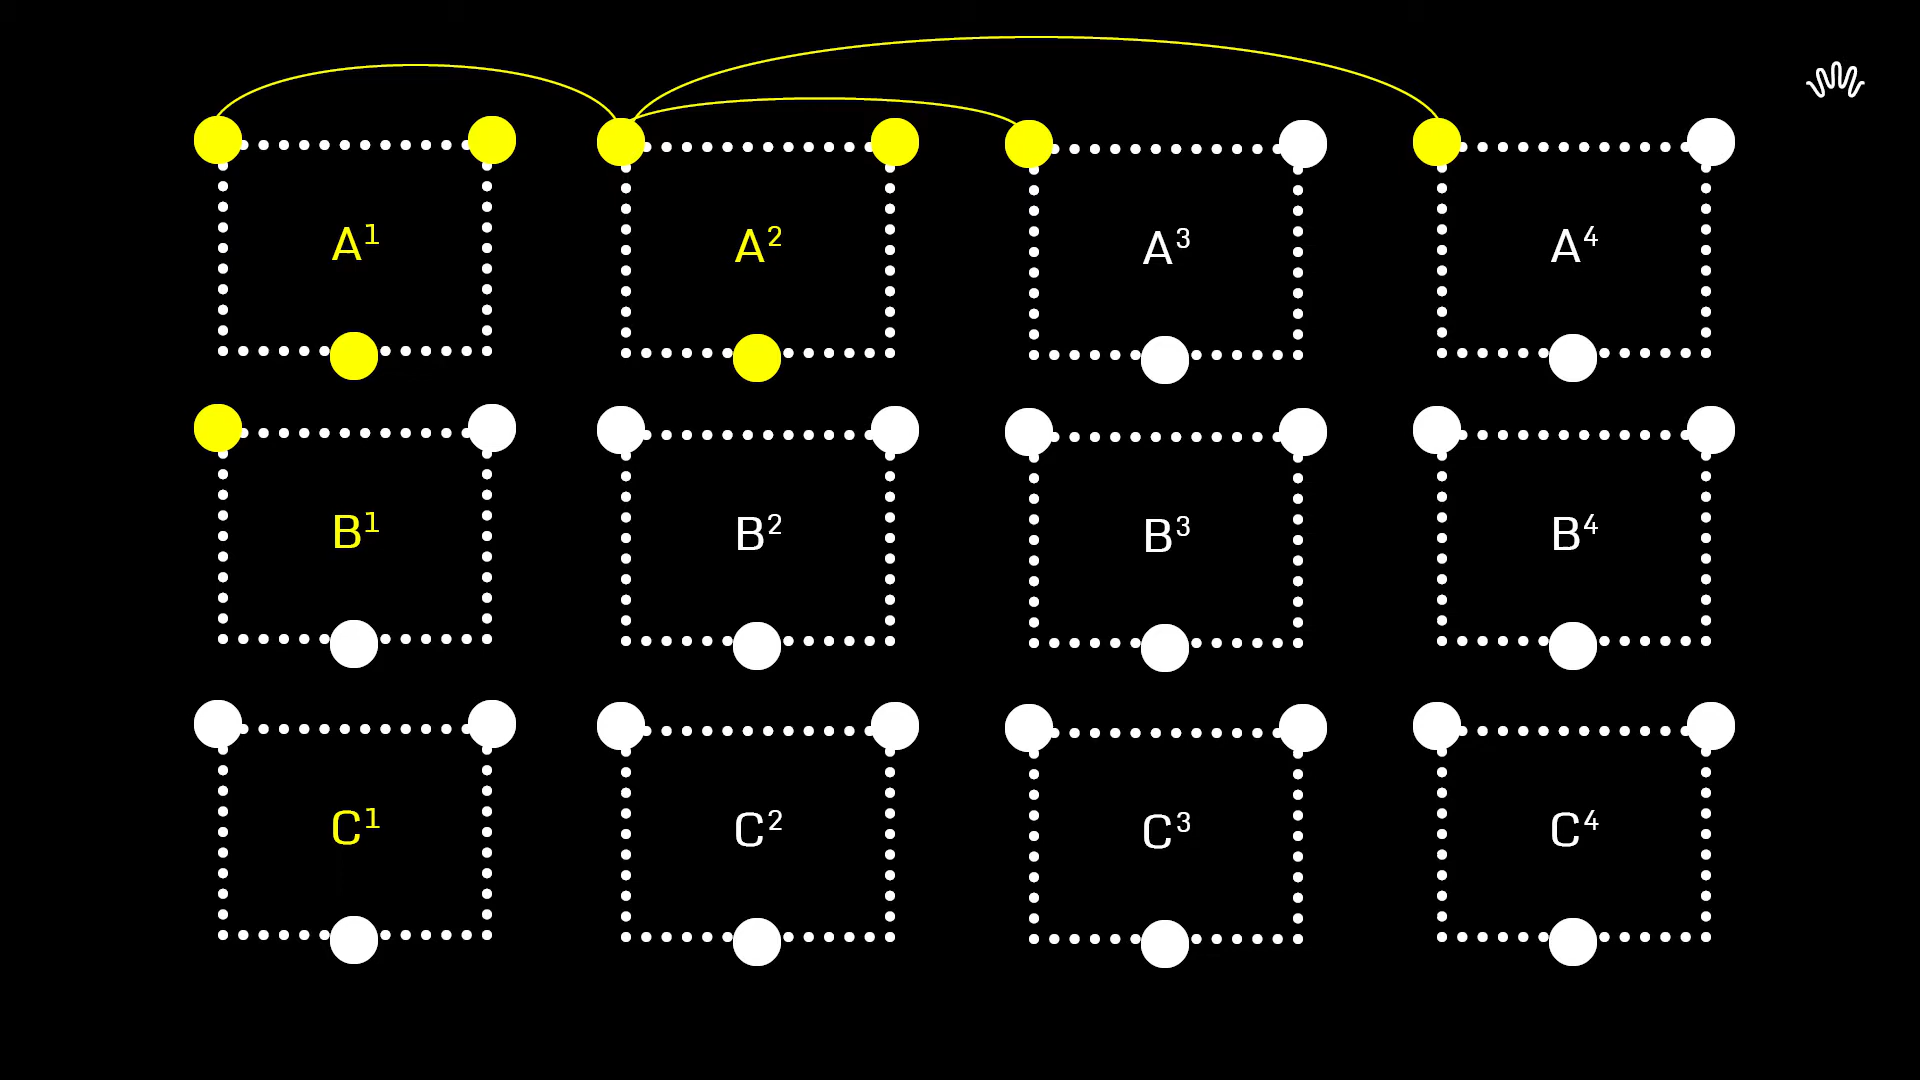 A¹ A² A³ A⁴
B¹ B² B³ B⁴
C¹ C² C³ C⁴